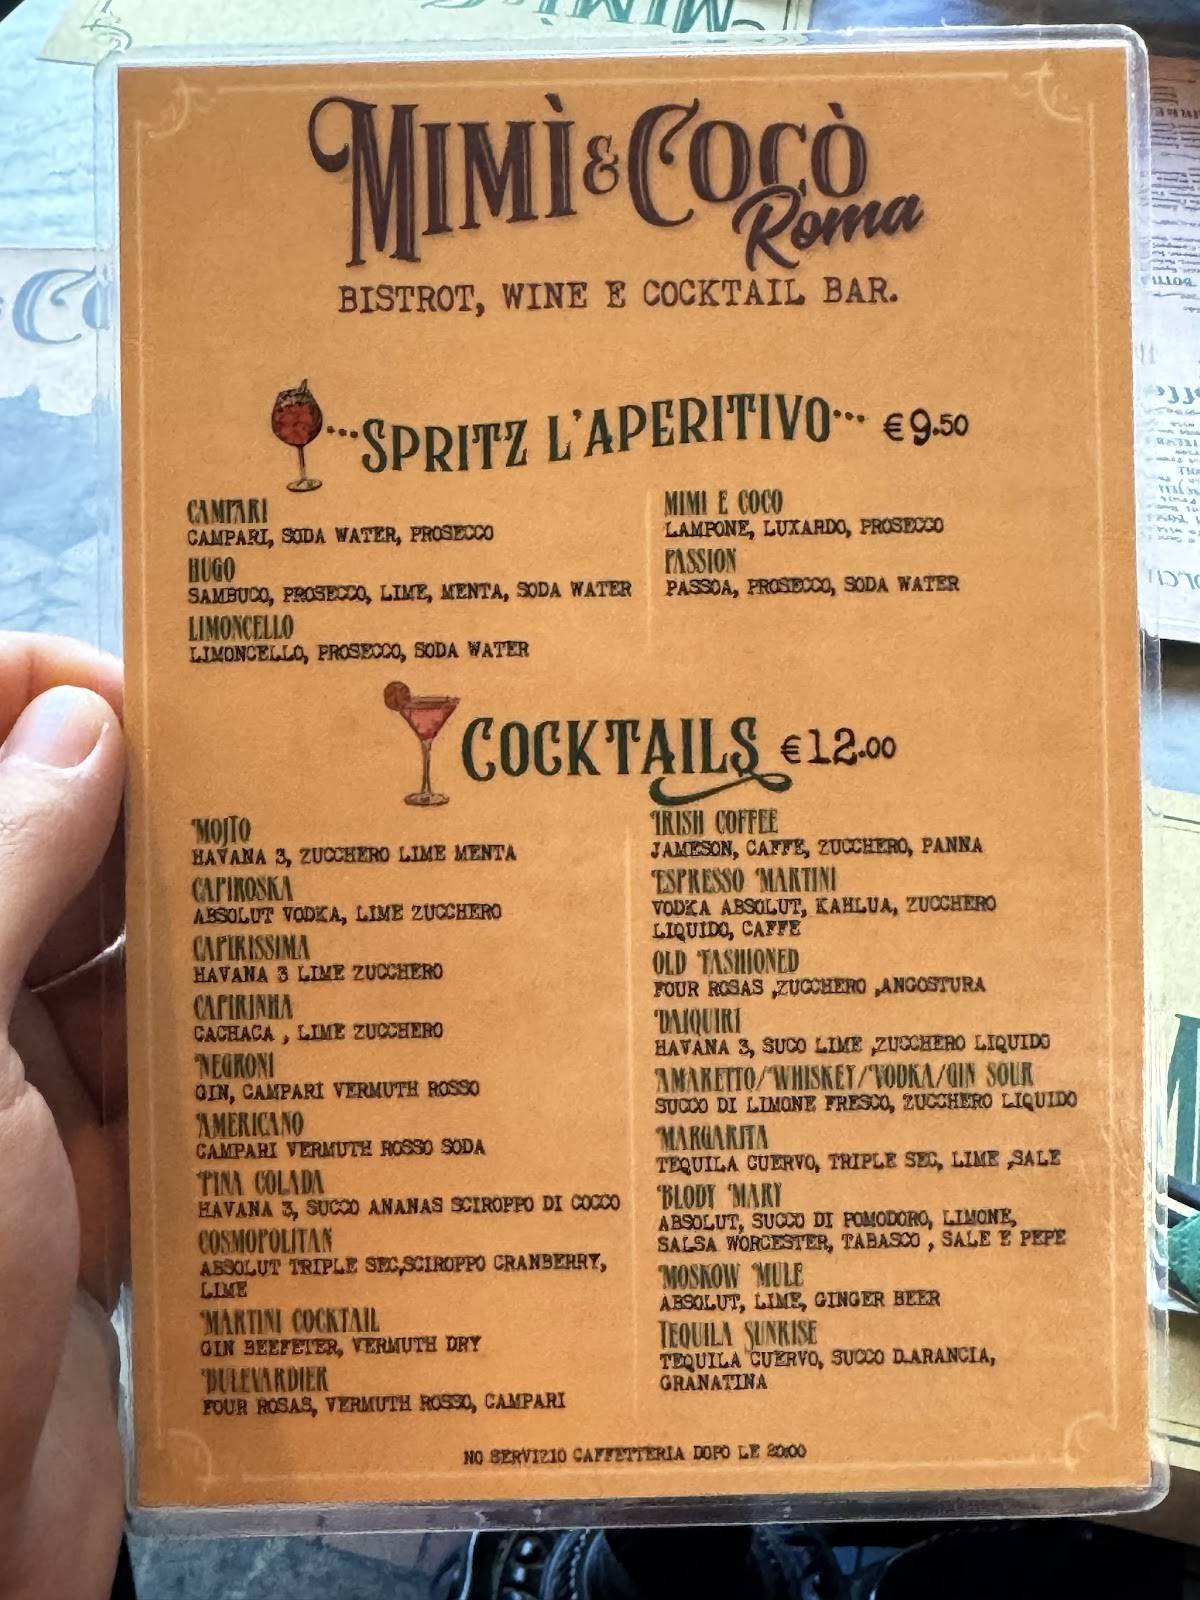 MIMÌ & COCÒ
Roma
BISTROT, WINE E COCKTAIL BAR.
...SPRITZ L'APERITIVO... €9.50
CAMPARI
CAMPARI, SODA WATER, PROSECCO
HUGO
SAMBUCO, PROSECCO, LIME, MENTA, SODA WATER
LIMONCELLO
LIMONCELLO, PROSECCO, SODA WATER
MIMI E COCO
LAMPONE, LUXARDO, PROSECCO
PASSION
PASSOA, PROSECCO, SODA WATER
COCKTAILS €12.00
MOJTO
HAVANA 3, ZUCCHERO LIME MENTA
CAPIROSKA
ABSOLUT VODKA, LIME ZUCCHERO
CAPIRISSIMA
HAVANA 3 LIME ZUCCHERO
CAPIRINHA
CACHACA , LIME ZUCCHERO
NEGRONI
GIN, CAMPARI VERMUTH ROSSO
AMERICANO
CAMPARI VERMUTH ROSSO SODA
PINA COLADA
HAVANA 3, SUCCO ANANAS SCIROPPO DI COCCO
COSMOPOLITAN
ABSOLUT TRIPLE SEC,SCIROPPO CRANBERRY,
LIME
MARTINI COCKTAIL
GIN BEEFETER, VERMUTH DRY
BULEVARDIER
FOUR ROSAS, VERMUTH ROSSO, CAMPARI
IRISH COFFEE
JAMESON, CAFFE, ZUCCHERO, PANNA
ESPRESSO MARTINI
VODKA ABSOLUT, KAHLUA, ZUCCHERO
LIQUIDO, CAFFE
OLD FASHIONED
FOUR ROSAS ,ZUCCHERO ,ANGOSTURA
DAIQUIRI
HAVANA 3, SUCO LIME ,ZUCCHERO LIQUIDO
AMARETTO/WHISKEY/VODKA/GIN SOUR
SUCCO DI LIMONE FRESCO, ZUCCHERO LIQUIDO
MARGARITA
TEQUILA CUERVO, TRIPLE SEC, LIME ,SALE
BLODY MARY
ABSOLUT, SUCCO DI POMODORO, LIMONE,
SALSA WORCESTER, TABASCO , SALE E PEPE
MOSKOW MULE
ABSOLUT, LIME, GINGER BEER
TEQUILA SUNRISE
TEQUILA CUERVO, SUCCO D.ARANCIA,
GRANATINA
NO SERVIZIO CAFFETTERIA DOPO LE 20:00